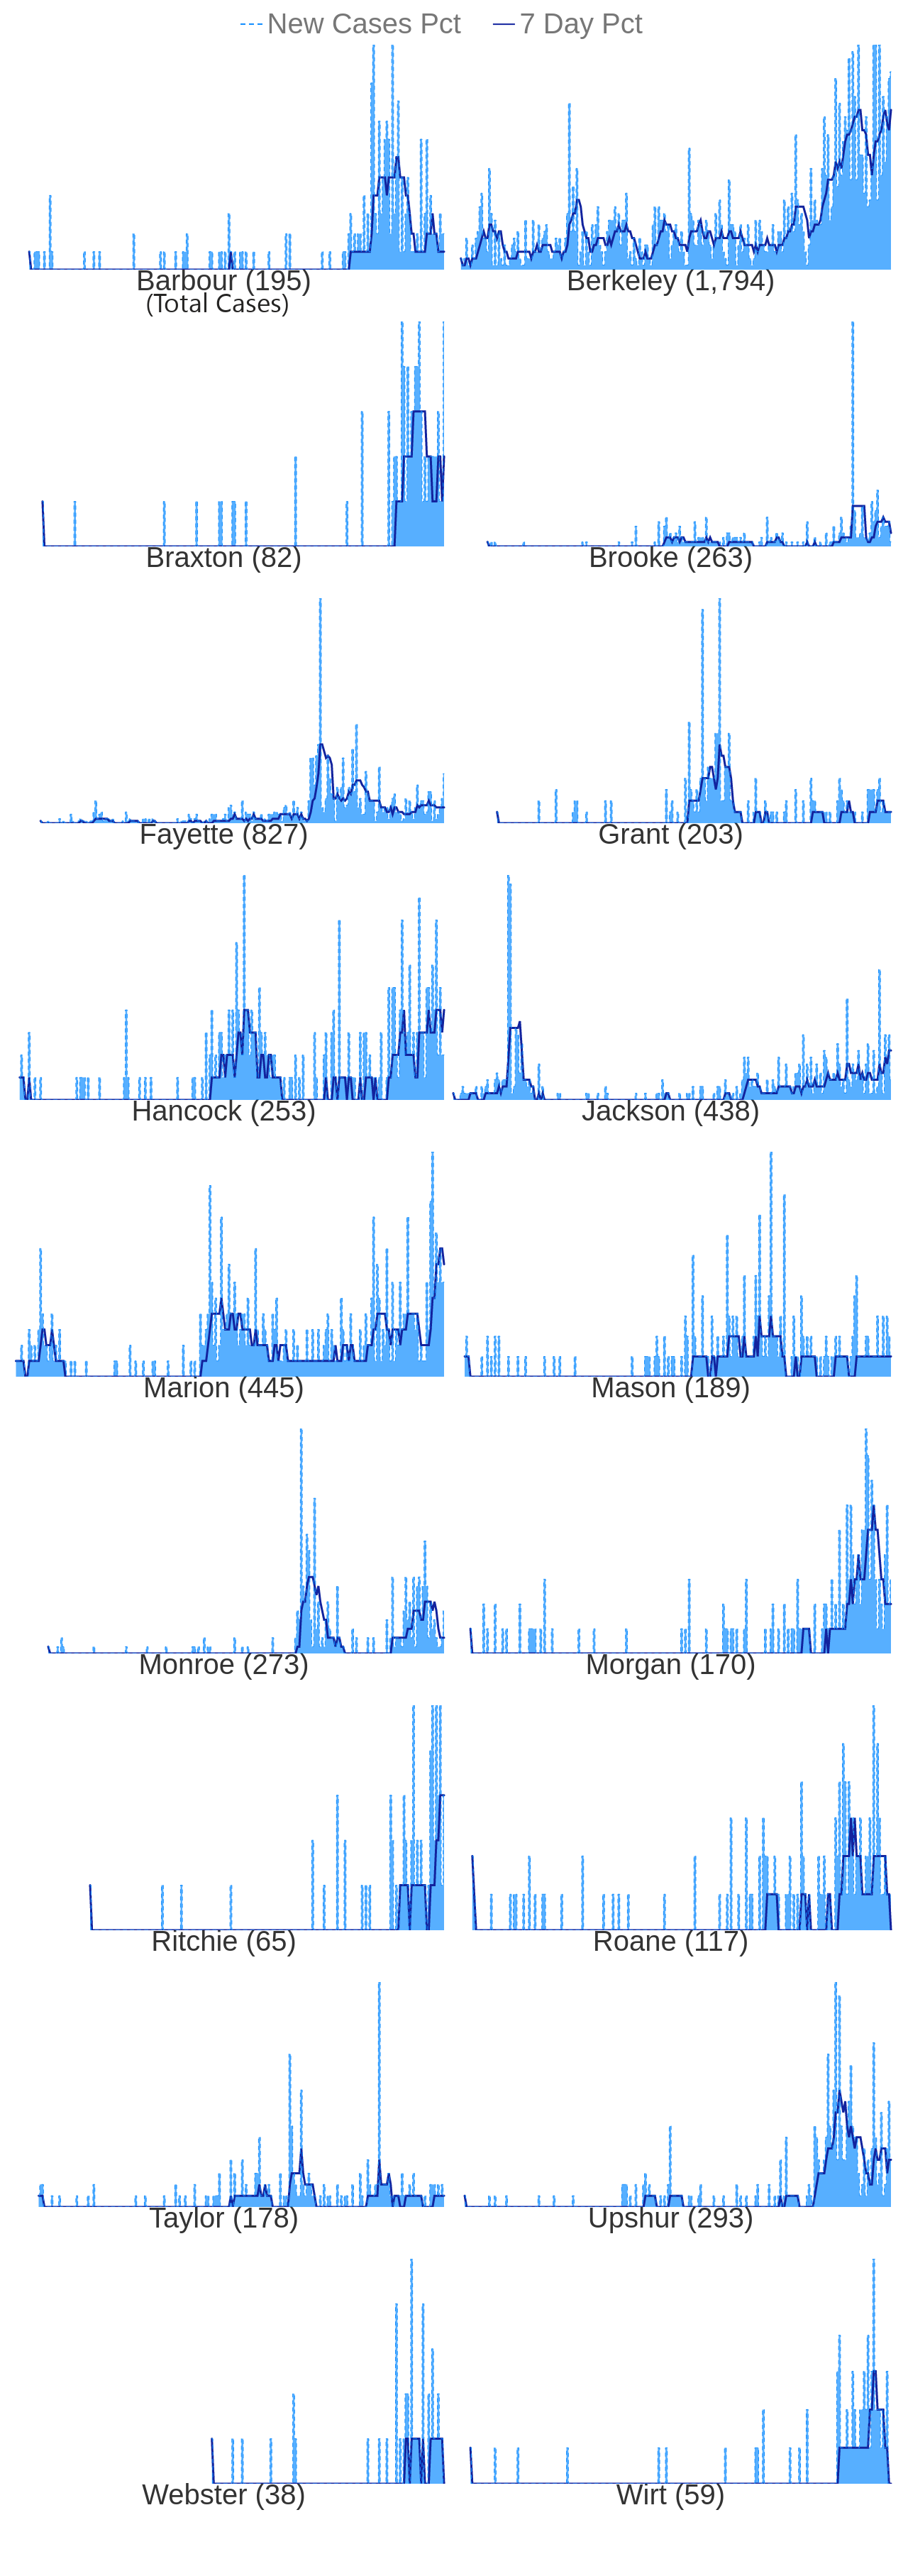 New Cases Pct 7 Day Pct
Barbour (195) Berkeley (1,794)
(Total Cases)
Braxton (82) Brooke (263)
Fayette (827) Grant (203)
Hancock (253) Jackson (438)
Marion (445) Mason (189)
Monroe (273) Morgan (170)
Ritchie (65) Roane (117)
Taylor (178) Upshur (293)
Webster (38) Wirt (59)